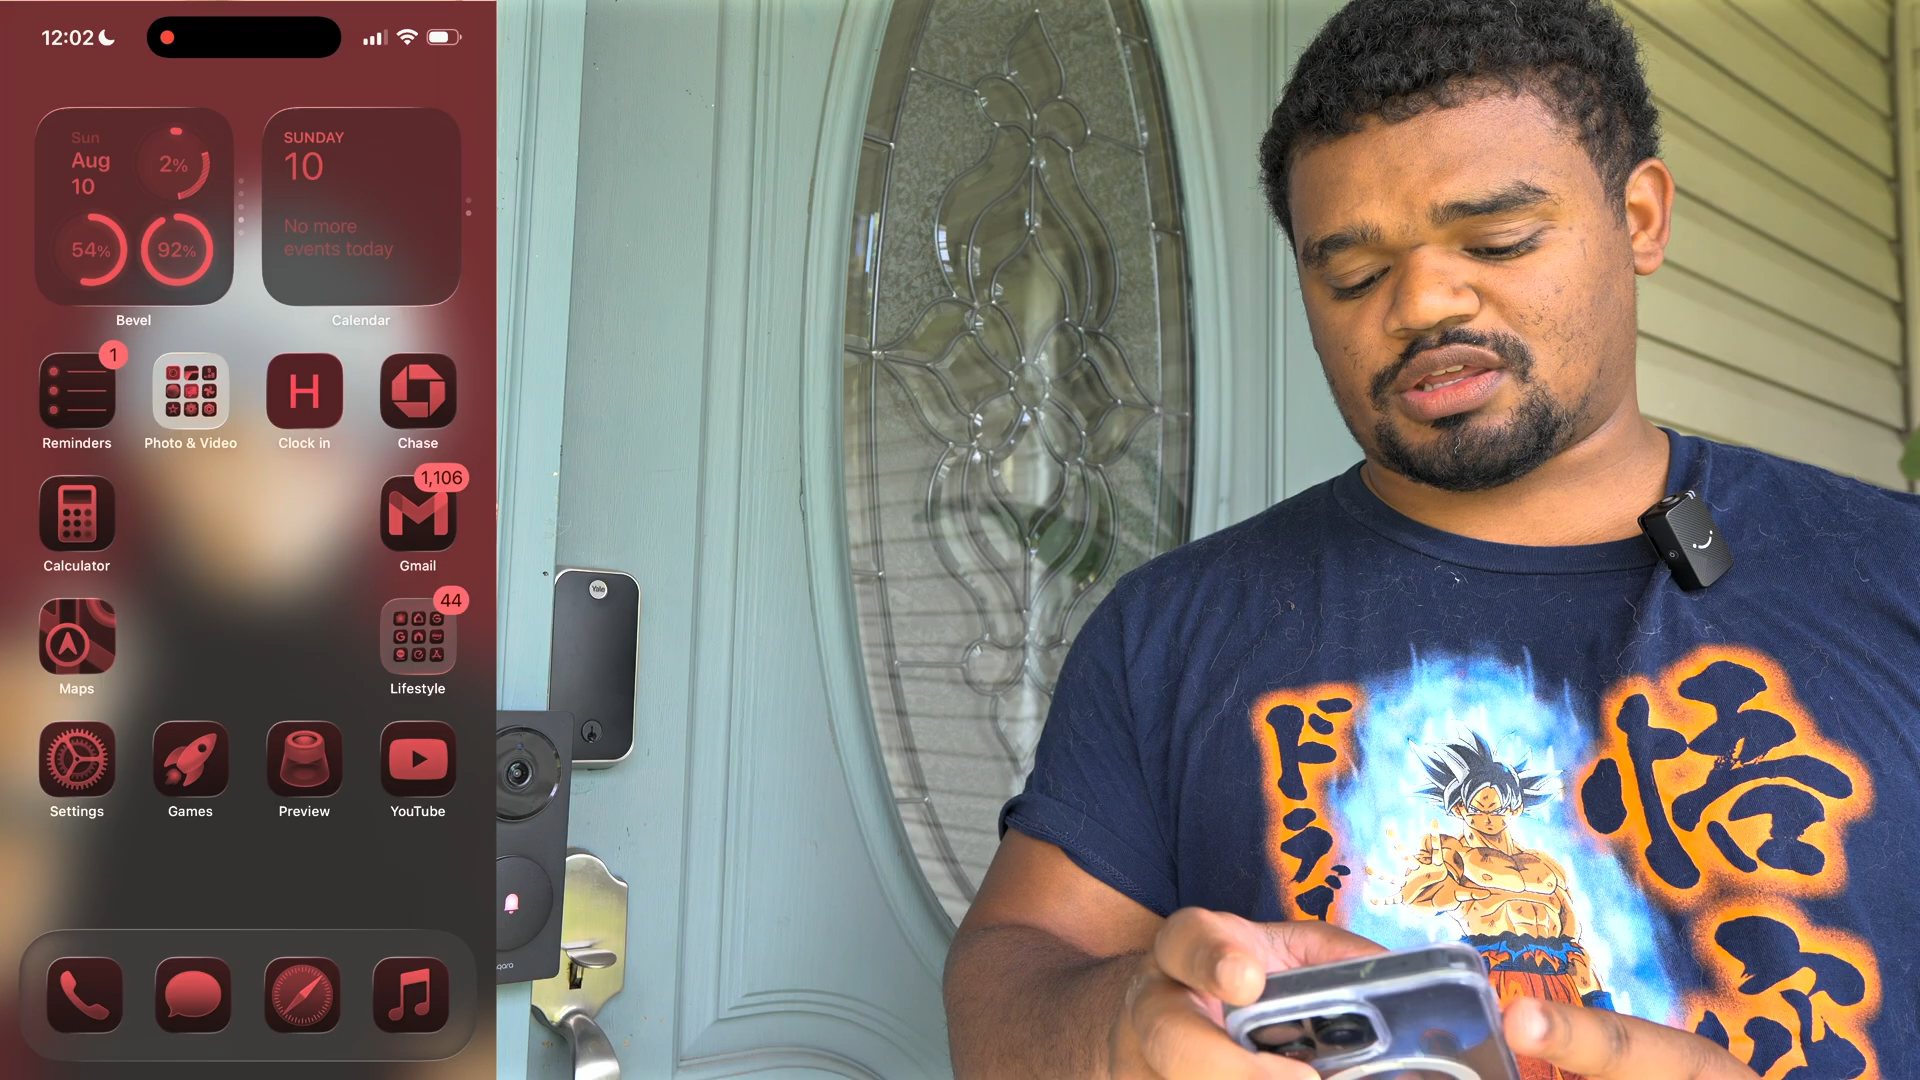 12:02
Sun
Aug
10
2%
54%
92%
Bevel
SUNDAY
10
No more
events today
Calendar
1
Reminders
Photo & Video
H
Clock in
Chase
Calculator
1,106
Gmail
Maps
44
Lifestyle
Settings
Games
Preview
YouTube
Yale
qara
ドラゴ
悟